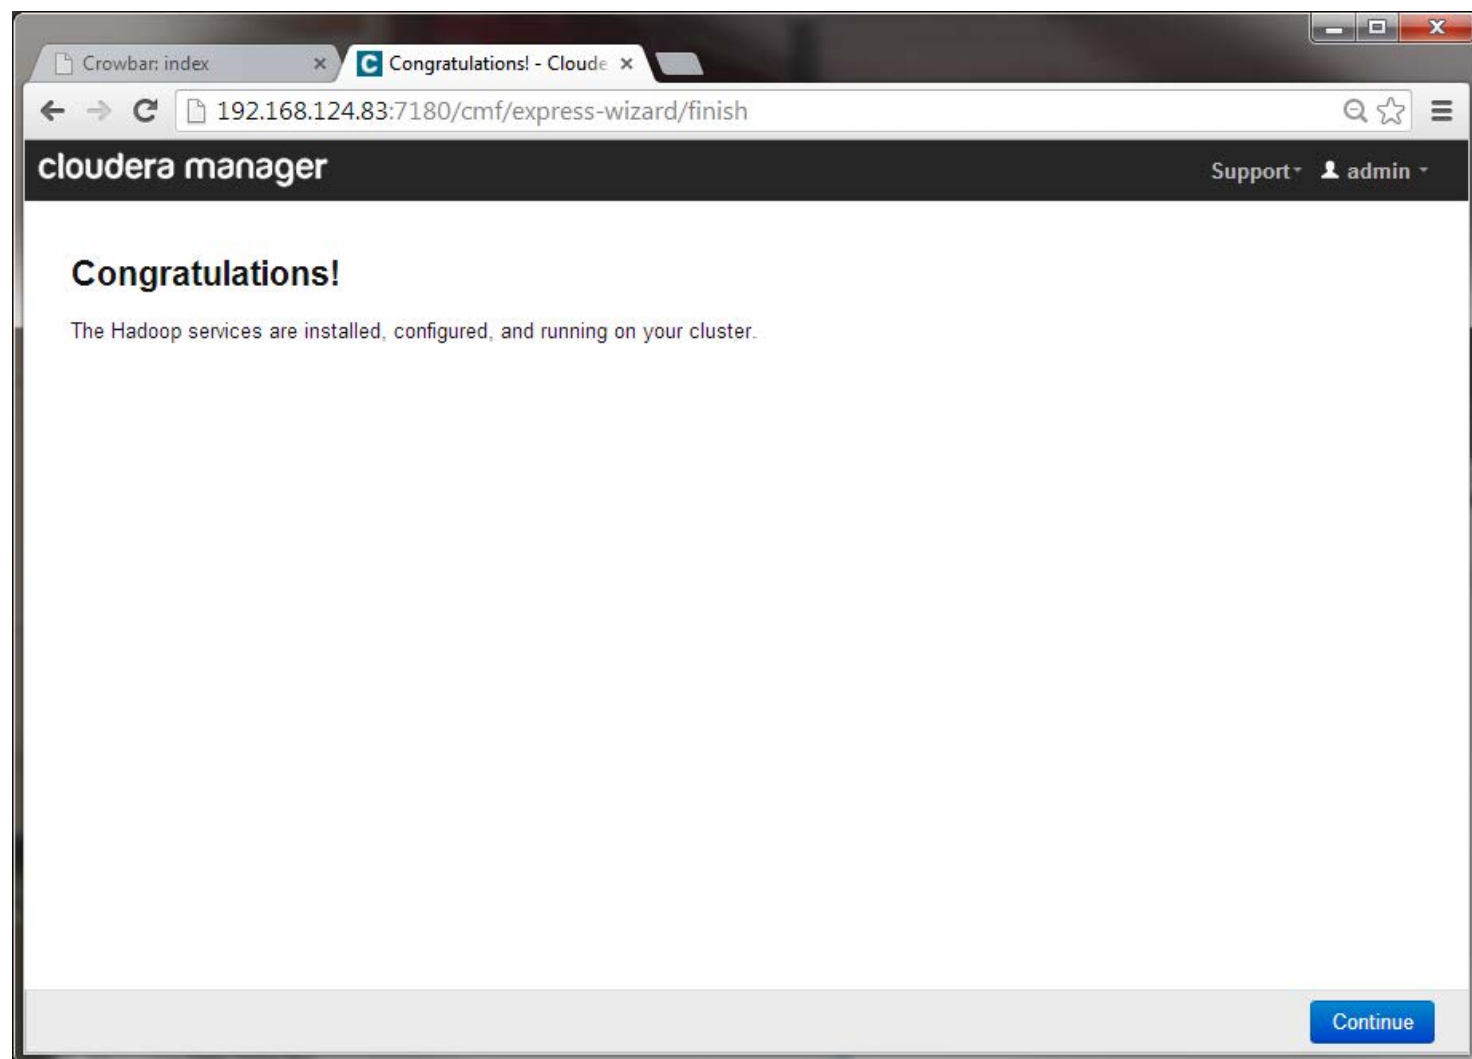 Crowbar: index
Congratulations! - Cloude
192.168.124.83:7180/cmf/express-wizard/finish
cloudera manager
Support
admin
Congratulations!
The Hadoop services are installed, configured, and running on your cluster.
Continue